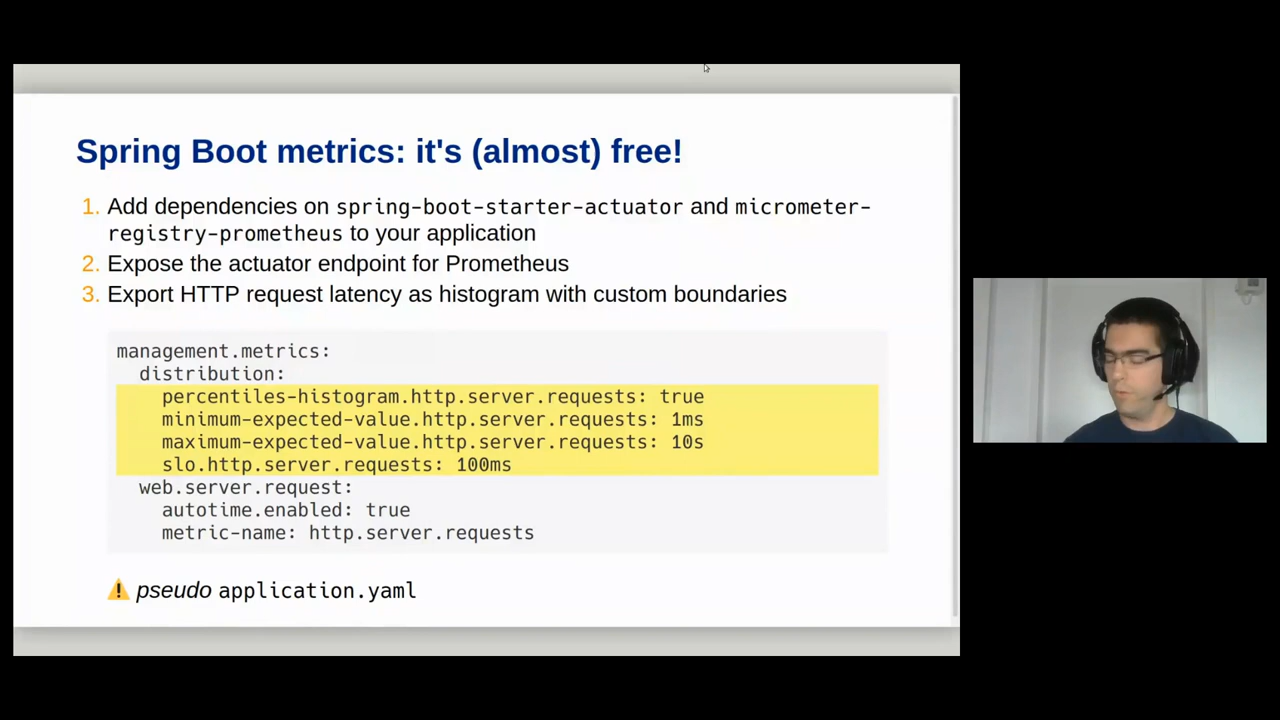 Spring Boot metrics: it's (almost) free!
1. Add dependencies on spring-boot-starter-actuator and micrometer-
registry-prometheus to your application
2. Expose the actuator endpoint for Prometheus
3. Export HTTP request latency as histogram with custom boundaries
management.metrics:
distribution:
percentiles-histogram.http.server.requests: true
minimum-expected-value.http.server.requests: 1ms
maximum-expected-value.http.server.requests: 10s
slo.http.server.requests: 100ms
web.server.request:
autotime.enabled: true
metric-name: http.server.requests
⚠ pseudo application.yaml